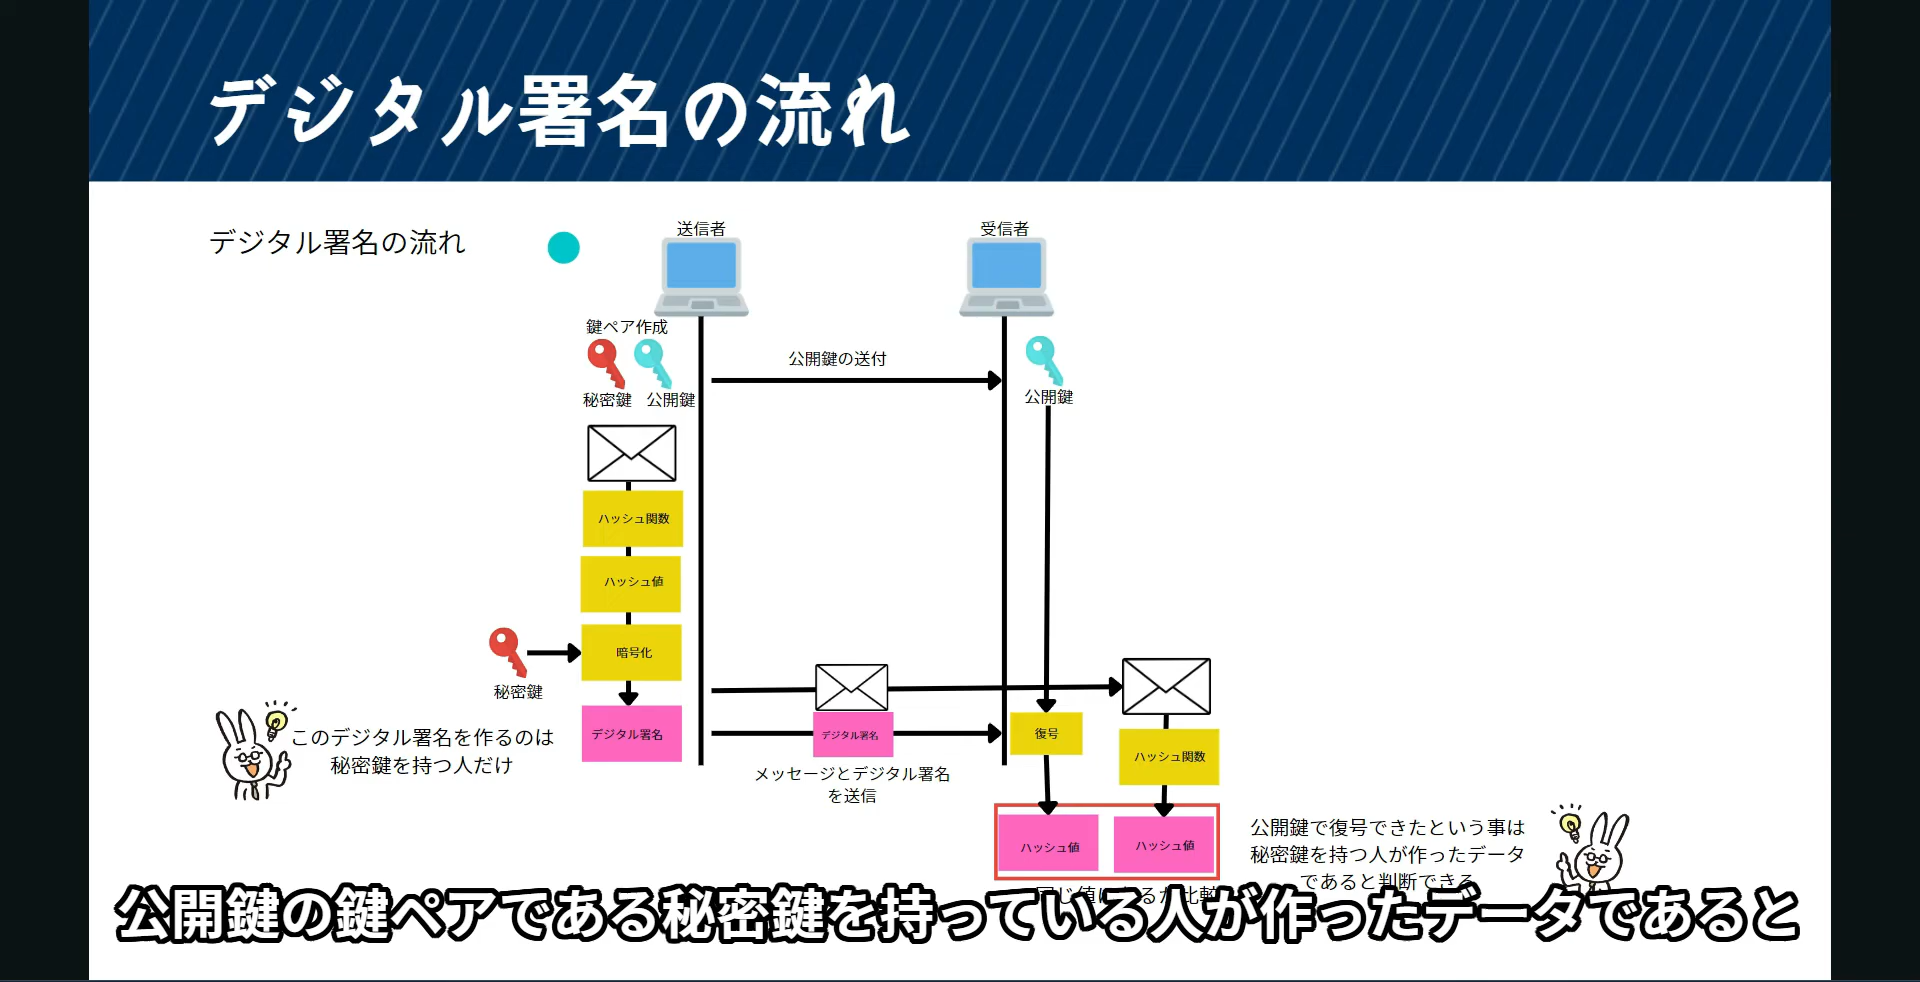 デジタル署名の流れ
デジタル署名の流れ
送信者
受信者
鍵ペア作成
秘密鍵
公開鍵
公開鍵の送付
公開鍵
ハッシュ関数
ハッシュ値
秘密鍵
暗号化
デジタル署名
このデジタル署名を作るのは
秘密鍵を持つ人だけ
デジタル署名
メッセージとデジタル署名
を送信
復号
ハッシュ関数
ハッシュ値
ハッシュ値
公開鍵で復号できたという事は
秘密鍵を持つ人が作ったデータ
であると判断できる
公開鍵の鍵ペアである秘密鍵を持っている人が作ったデータであると